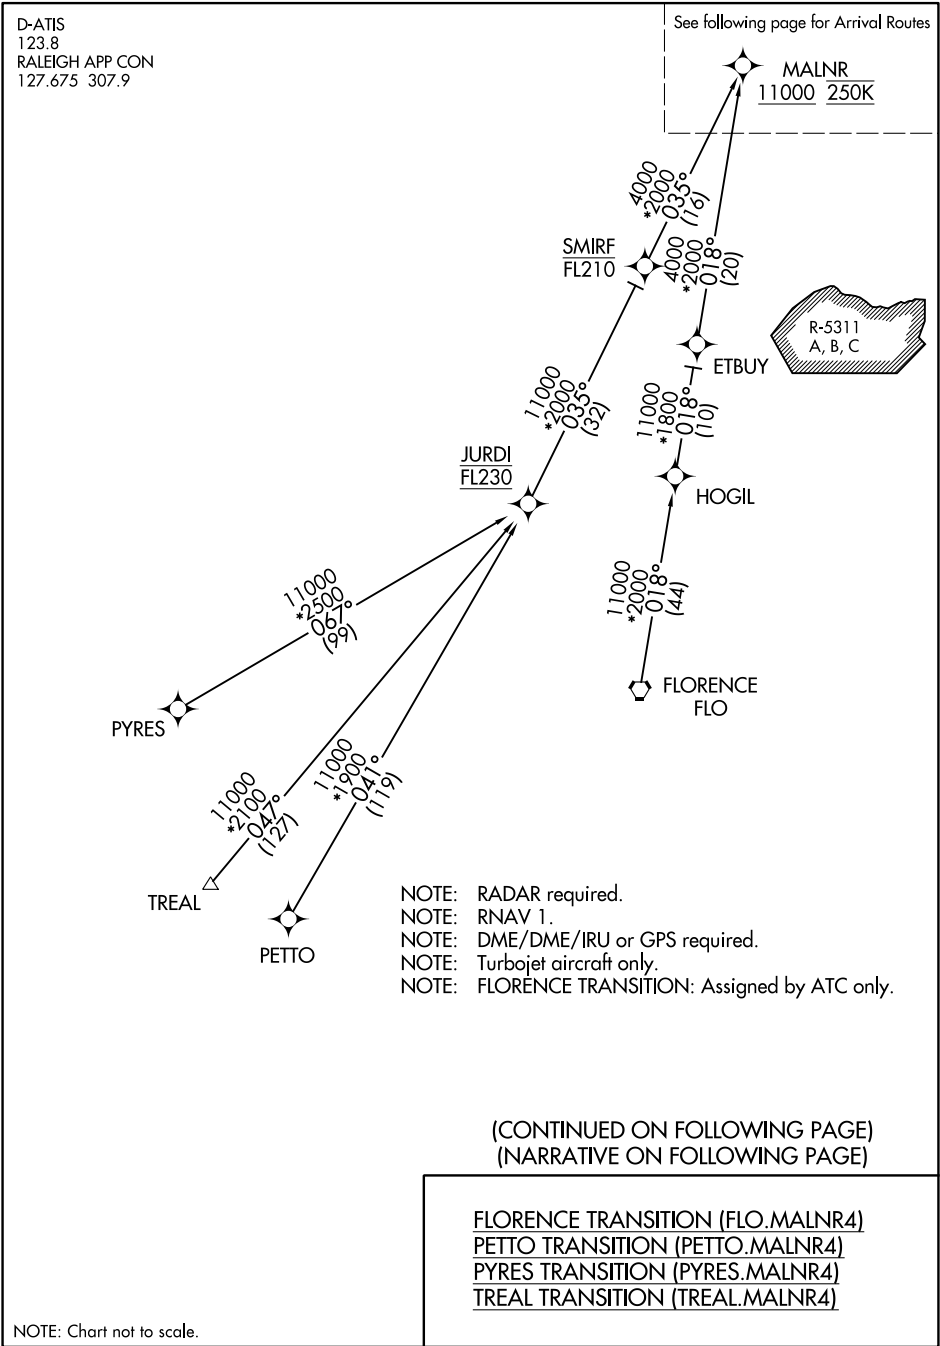 D-ATIS
123.8
RALEIGH APP CON
127.675 307.9
See following page for Arrival Routes
MALNR
11000 250K
4000
*2000
035°
(16)
SMIRF
FL210
4000
*2000
018°
(20)
R-5311
A, B, C
ETBUY
11000
*2000
035°
(32)
11000
*1800
018°
(10)
JURDI
FL230
HOGIL
11000
*2500
067°
(99)
11000
*2000
018°
(44)
FLORENCE
FLO
PYRES
11000
*2100
047°
(127)
11000
*1900
041°
(119)
TREAL
PETTO
NOTE: RADAR required.
NOTE: RNAV 1.
NOTE: DME/DME/IRU or GPS required.
NOTE: Turbojet aircraft only.
NOTE: FLORENCE TRANSITION: Assigned by ATC only.
(CONTINUED ON FOLLOWING PAGE)
(NARRATIVE ON FOLLOWING PAGE)
FLORENCE TRANSITION (FLO.MALNR4)
PETTO TRANSITION (PETTO.MALNR4)
PYRES TRANSITION (PYRES.MALNR4)
TREAL TRANSITION (TREAL.MALNR4)
NOTE: Chart not to scale.